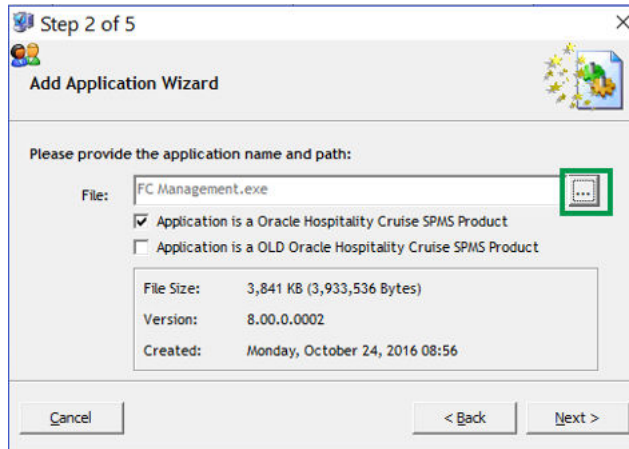 Step 2 of 5
Add Application Wizard
Please provide the application name and path:
File: FC Management.exe ...
Application is a Oracle Hospitality Cruise SPMS Product
Application is a OLD Oracle Hospitality Cruise SPMS Product
File Size: 3,841 KB (3,933,536 Bytes)
Version: 8.00.0.0002
Created: Monday, October 24, 2016 08:56
Cancel < Back Next >